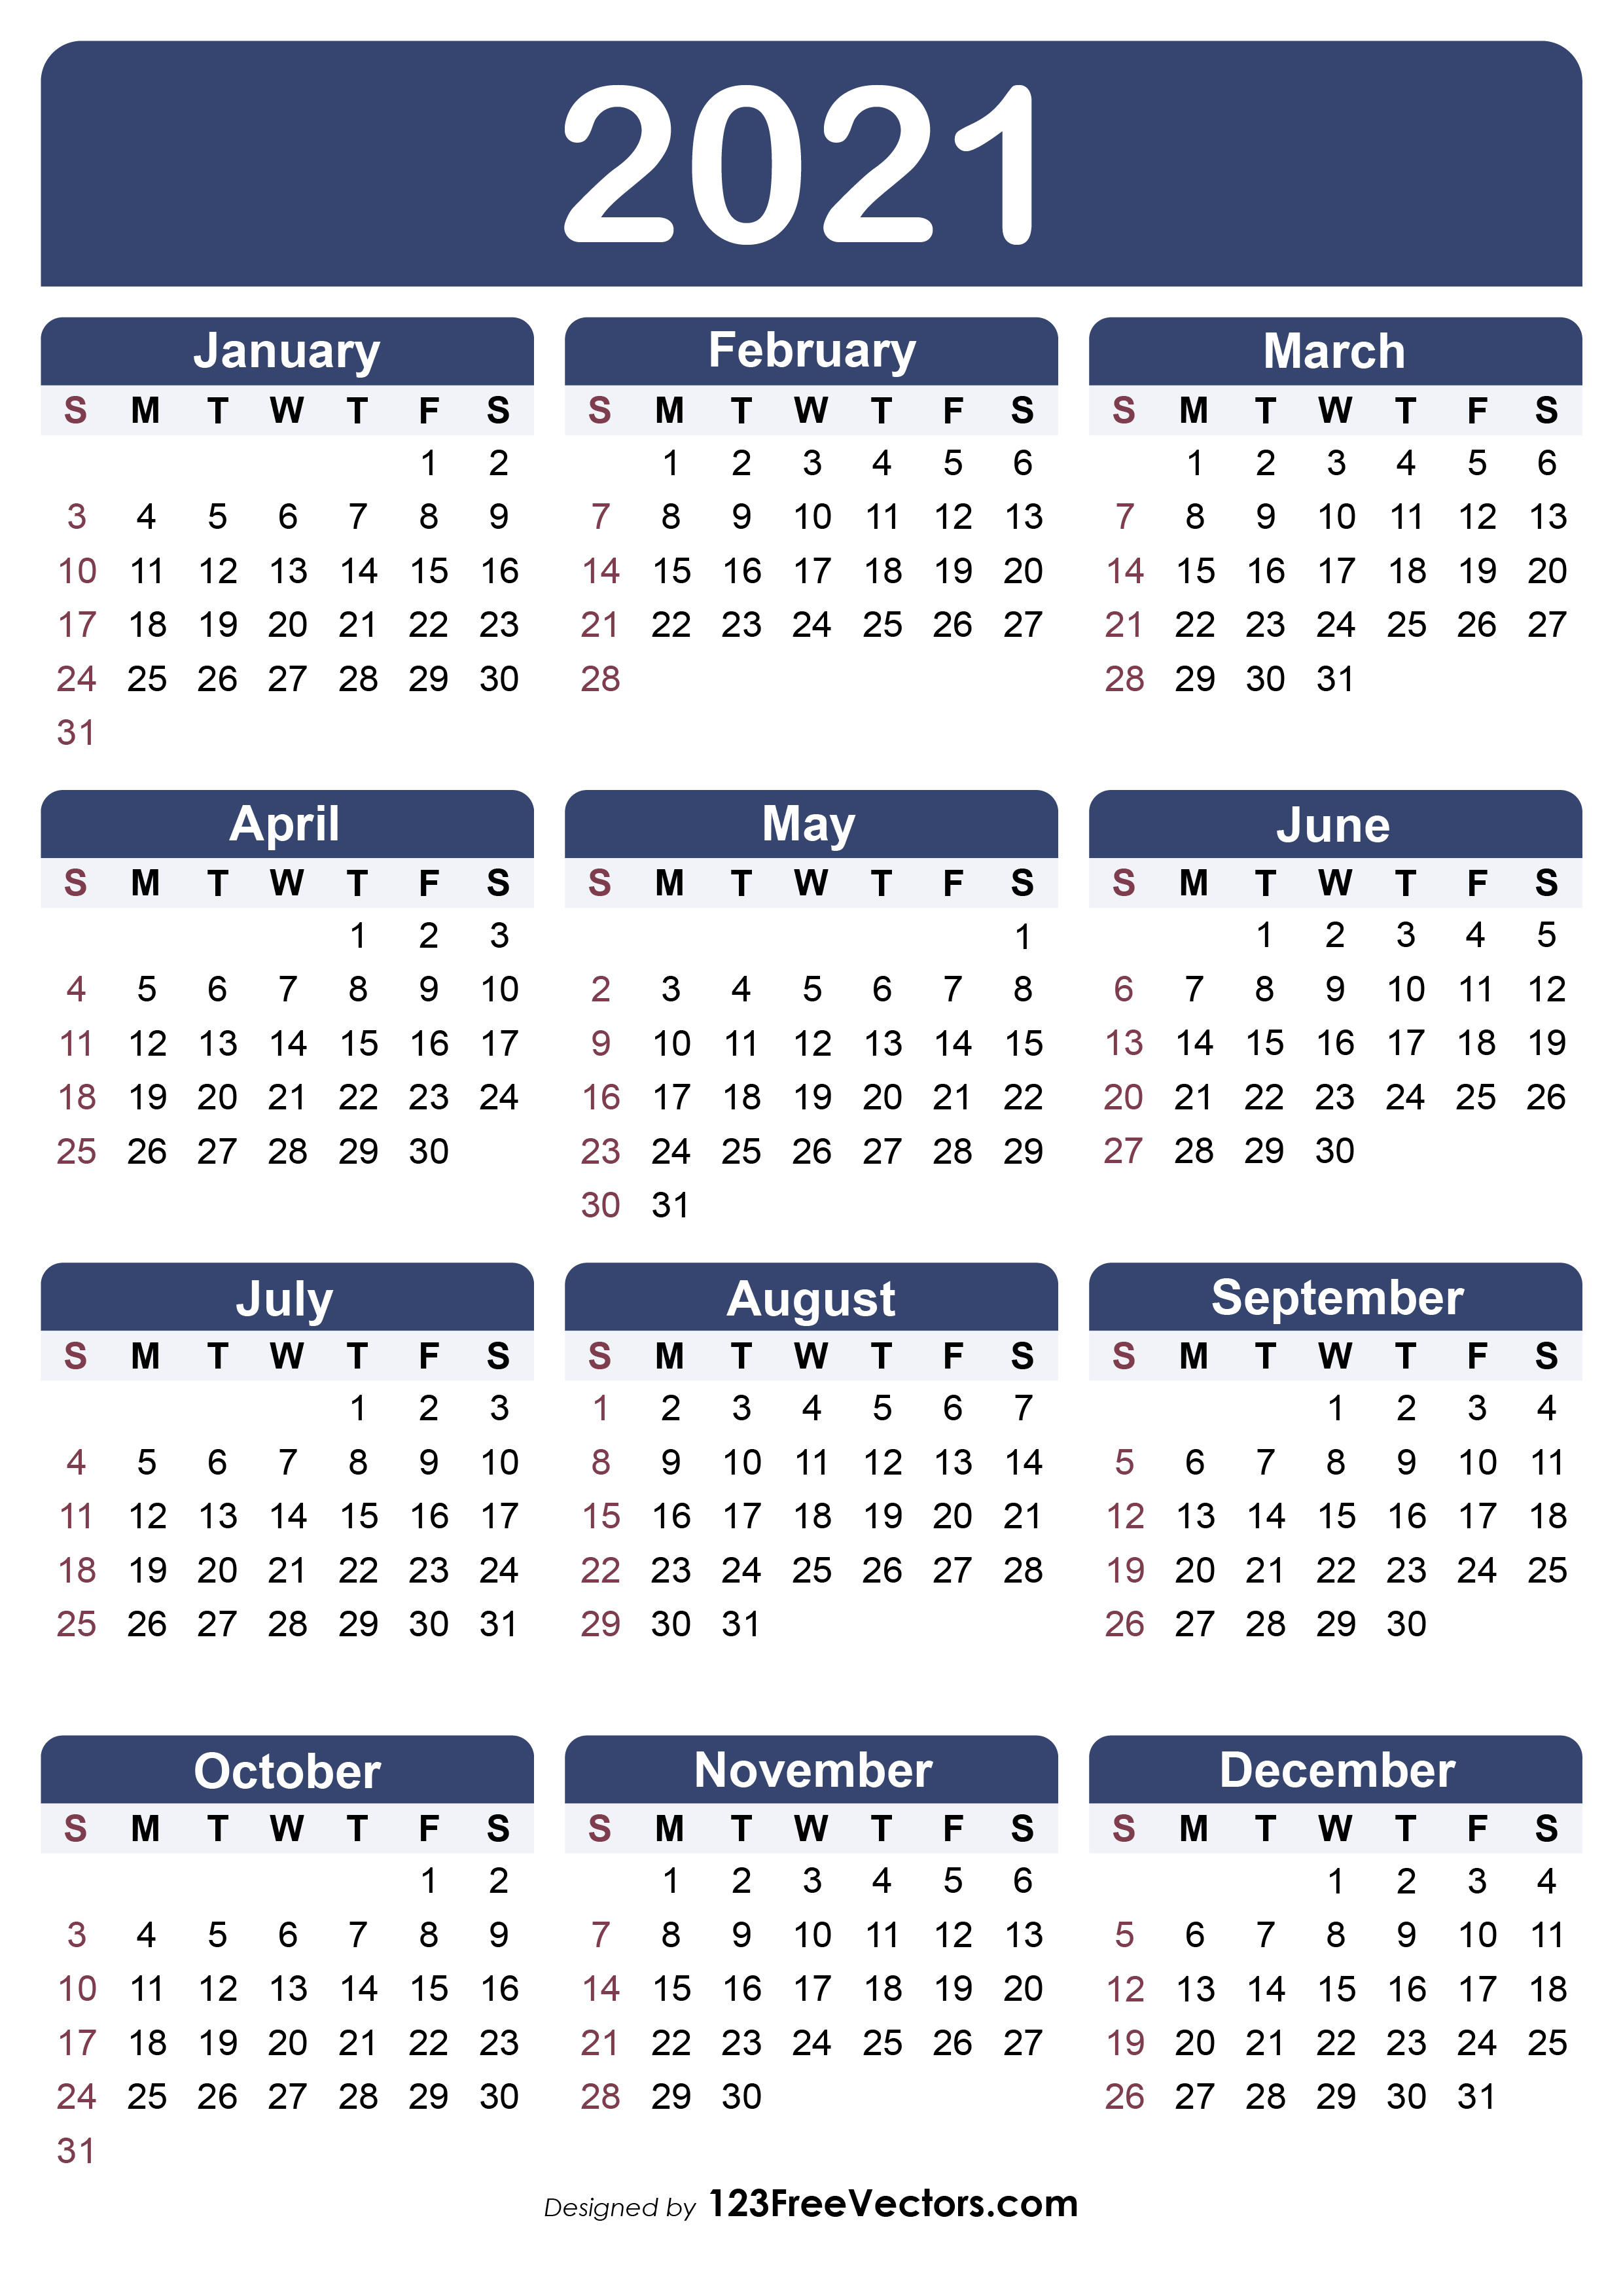 2021
January February March
S M T W T F S S M T W T F S S M T W T F S
1 2 1 2 3 4 5 6 1 2 3 4 5 6
3 4 5 6 7 8 9 7 8 9 10 11 12 13 7 8 9 10 11 12 13
10 11 12 13 14 15 16 14 15 16 17 18 19 20 14 15 16 17 18 19 20
17 18 19 20 21 22 23 21 22 23 24 25 26 27 21 22 23 24 25 26 27
24 25 26 27 28 29 30 28 28 29 30 31
31
April May June
S M T W T F S S M T W T F S S M T W T F S
1 2 3 1 1 2 3 4 5
4 5 6 7 8 9 10 2 3 4 5 6 7 8 6 7 8 9 10 11 12
11 12 13 14 15 16 17 9 10 11 12 13 14 15 13 14 15 16 17 18 19
18 19 20 21 22 23 24 16 17 18 19 20 21 22 20 21 22 23 24 25 26
25 26 27 28 29 30 23 24 25 26 27 28 29 27 28 29 30
30 31
July August September
S M T W T F S S M T W T F S S M T W T F S
1 2 3 1 2 3 4 5 6 7 1 2 3 4
4 5 6 7 8 9 10 8 9 10 11 12 13 14 5 6 7 8 9 10 11
11 12 13 14 15 16 17 15 16 17 18 19 20 21 12 13 14 15 16 17 18
18 19 20 21 22 23 24 22 23 24 25 26 27 28 19 20 21 22 23 24 25
25 26 27 28 29 30 31 29 30 31 26 27 28 29 30
October November December
S M T W T F S S M T W T F S S M T W T F S
1 2 1 2 3 4 5 6 1 2 3 4
3 4 5 6 7 8 9 7 8 9 10 11 12 13 5 6 7 8 9 10 11
10 11 12 13 14 15 16 14 15 16 17 18 19 20 12 13 14 15 16 17 18
17 18 19 20 21 22 23 21 22 23 24 25 26 27 19 20 21 22 23 24 25
24 25 26 27 28 29 30 28 29 30 26 27 28 29 30 31
31
Designed by 123FreeVectors.com